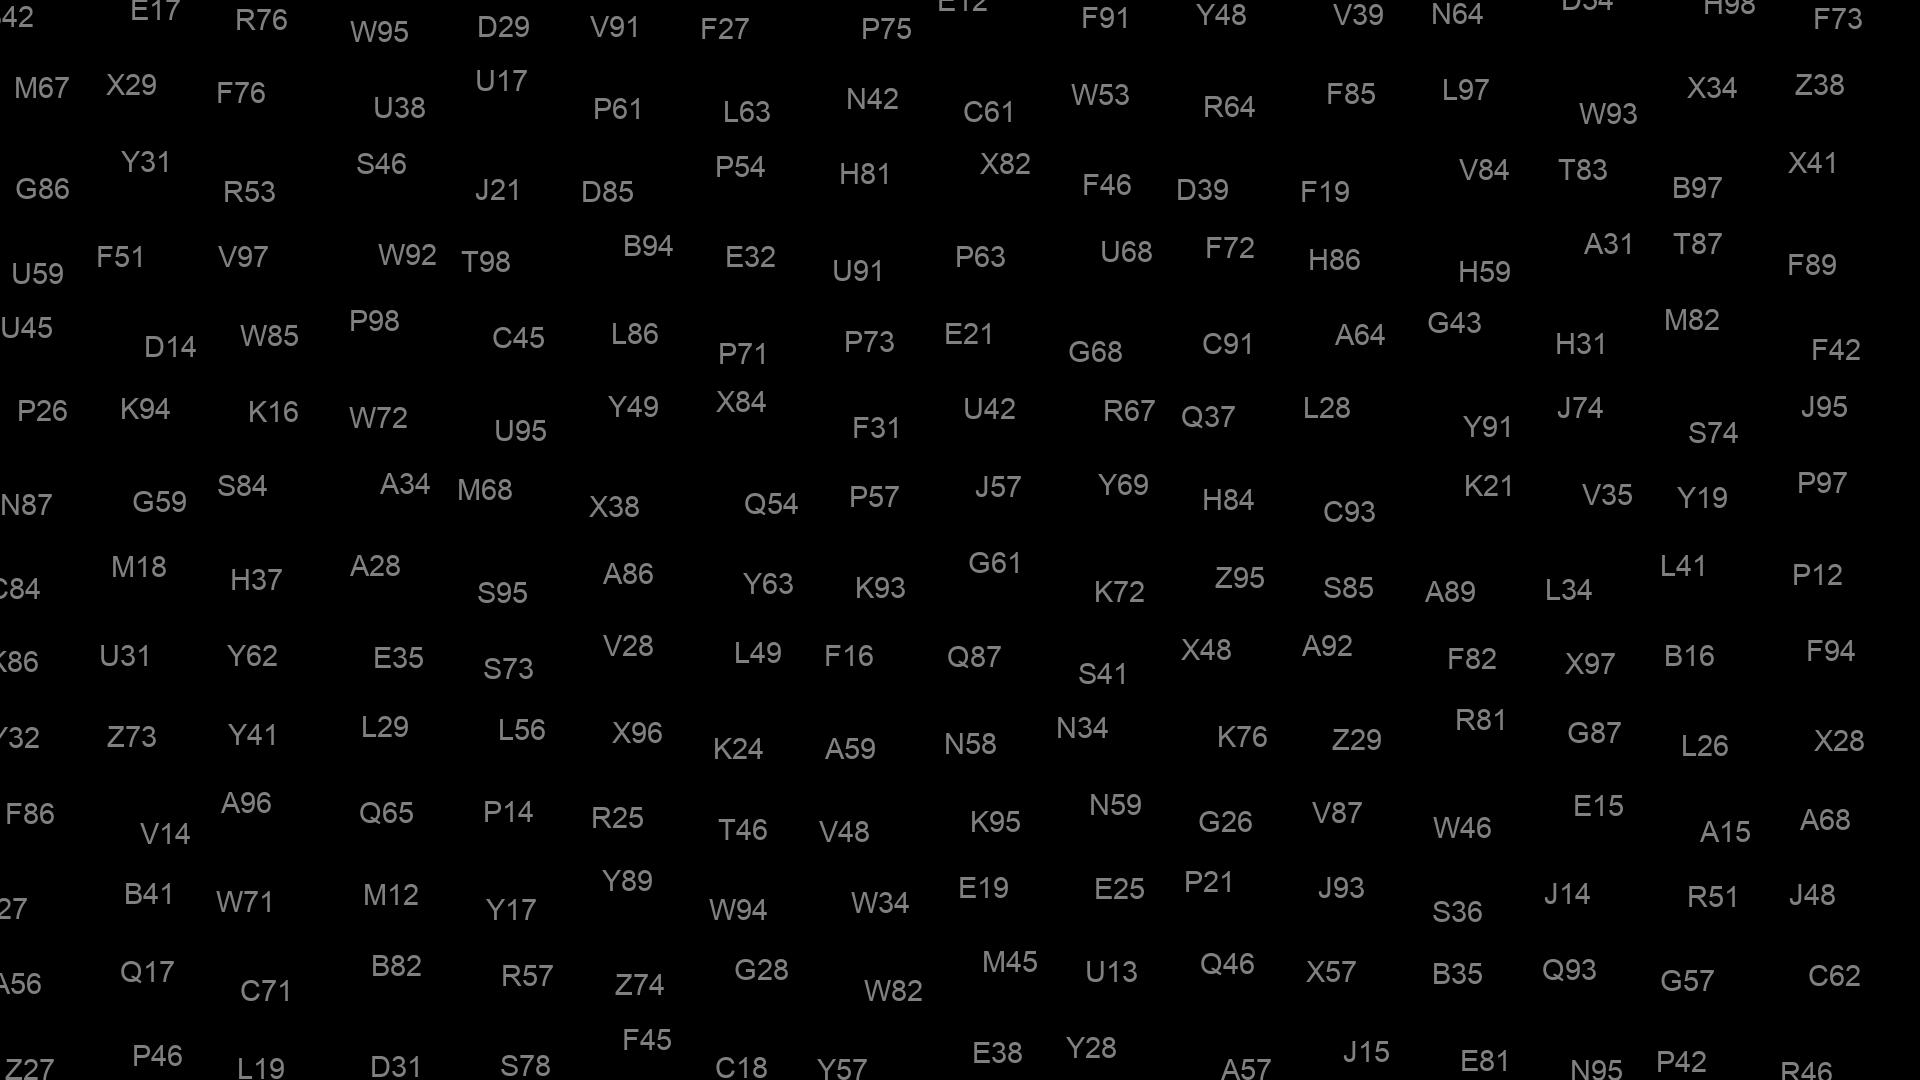 42 E17 R76 W95 D29 V91 F27 P75 E12 F91 Y48 V39 N64 D54 H98 F73
M67 X29 F76 U38 U17 P61 L63 N42 C61 W53 R64 F85 L97 W93 X34 Z38
G86 Y31 R53 S46 J21 D85 P54 H81 X82 F46 D39 F19 V84 T83 B97 X41
U59 F51 V97 W92 T98 B94 E32 U91 P63 U68 F72 H86 H59 A31 T87 F89
U45 D14 W85 P98 C45 L86 P71 P73 E21 G68 C91 A64 G43 H31 M82 F42
P26 K94 K16 W72 U95 Y49 X84 F31 U42 R67 Q37 L28 Y91 J74 S74 J95
N87 G59 S84 A34 M68 X38 Q54 P57 J57 Y69 H84 C93 K21 V35 Y19 P97
C84 M18 H37 A28 S95 A86 Y63 K93 G61 K72 Z95 S85 A89 L34 L41 P12
K86 U31 Y62 E35 S73 V28 L49 F16 Q87 S41 X48 A92 F82 X97 B16 F94
Y32 Z73 Y41 L29 L56 X96 K24 A59 N58 N34 K76 Z29 R81 G87 L26 X28
F86 V14 A96 Q65 P14 R25 T46 V48 K95 N59 G26 V87 W46 E15 A15 A68
27 B41 W71 M12 Y17 Y89 W94 W34 E19 E25 P21 J93 S36 J14 R51 J48
A56 Q17 C71 B82 R57 Z74 G28 W82 M45 U13 Q46 X57 B35 Q93 G57 C62
Z27 P46 L19 D31 S78 F45 C18 Y57 E38 Y28 A57 J15 E81 N95 P42 R46